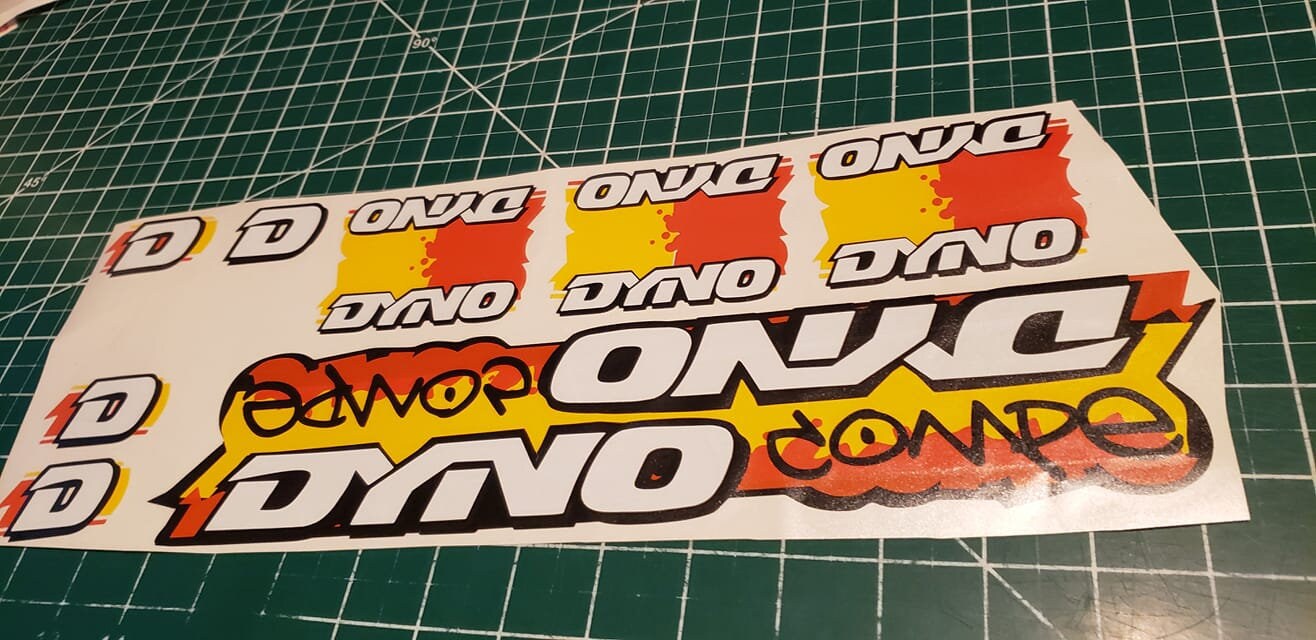 90°
45°
D D DYNO DYNO DYNO
DYNO DYNO DYNO
D compe DYNO
D DYNO compe